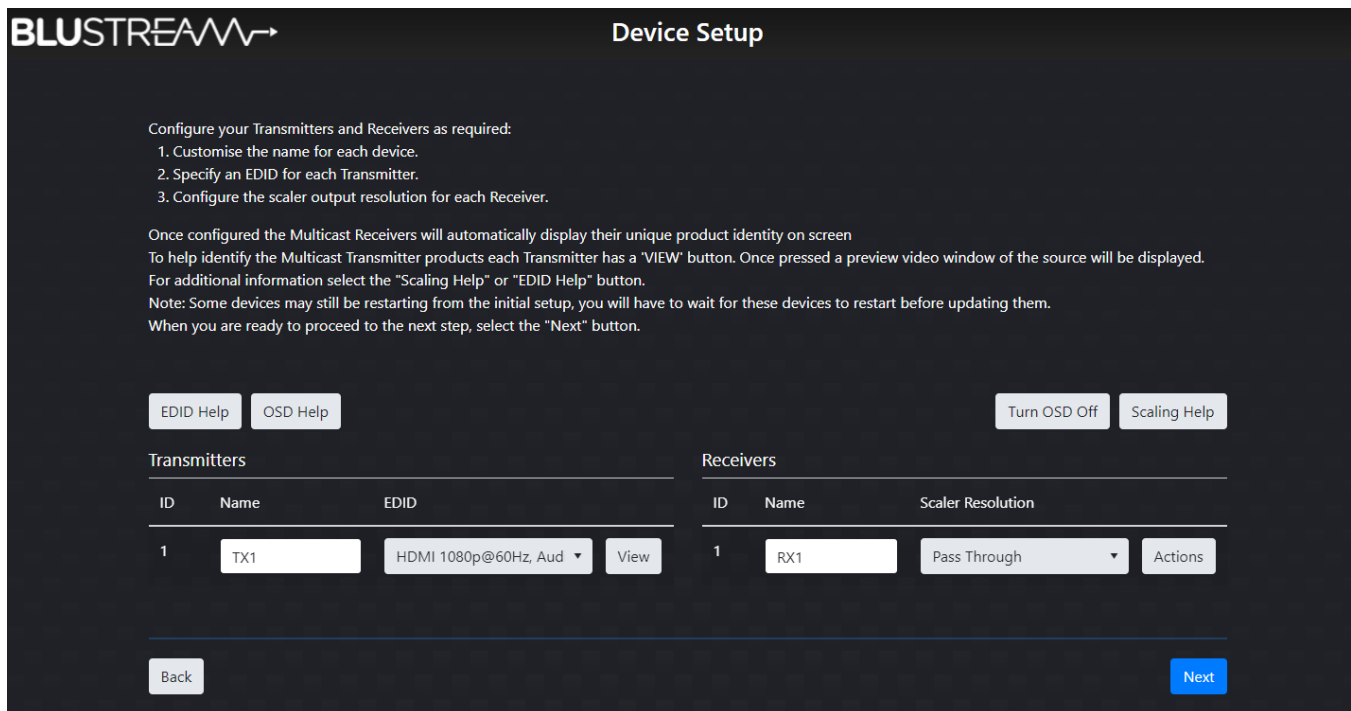 BLUSTREAM
Device Setup
Configure your Transmitters and Receivers as required:
1. Customise the name for each device.
2. Specify an EDID for each Transmitter.
3. Configure the scaler output resolution for each Receiver.
Once configured the Multicast Receivers will automatically display their unique product identity on screen
To help identify the Multicast Transmitter products each Transmitter has a 'VIEW' button. Once pressed a preview video window of the source will be displayed.
For additional information select the "Scaling Help" or "EDID Help" button.
Note: Some devices may still be restarting from the initial setup, you will have to wait for these devices to restart before updating them.
When you are ready to proceed to the next step, select the "Next" button.
EDID Help OSD Help Turn OSD Off Scaling Help
Transmitters Receivers
ID Name EDID ID Name Scaler Resolution
1 TX1 HDMI 1080p@60Hz, Aud View 1 RX1 Pass Through Actions
Back Next